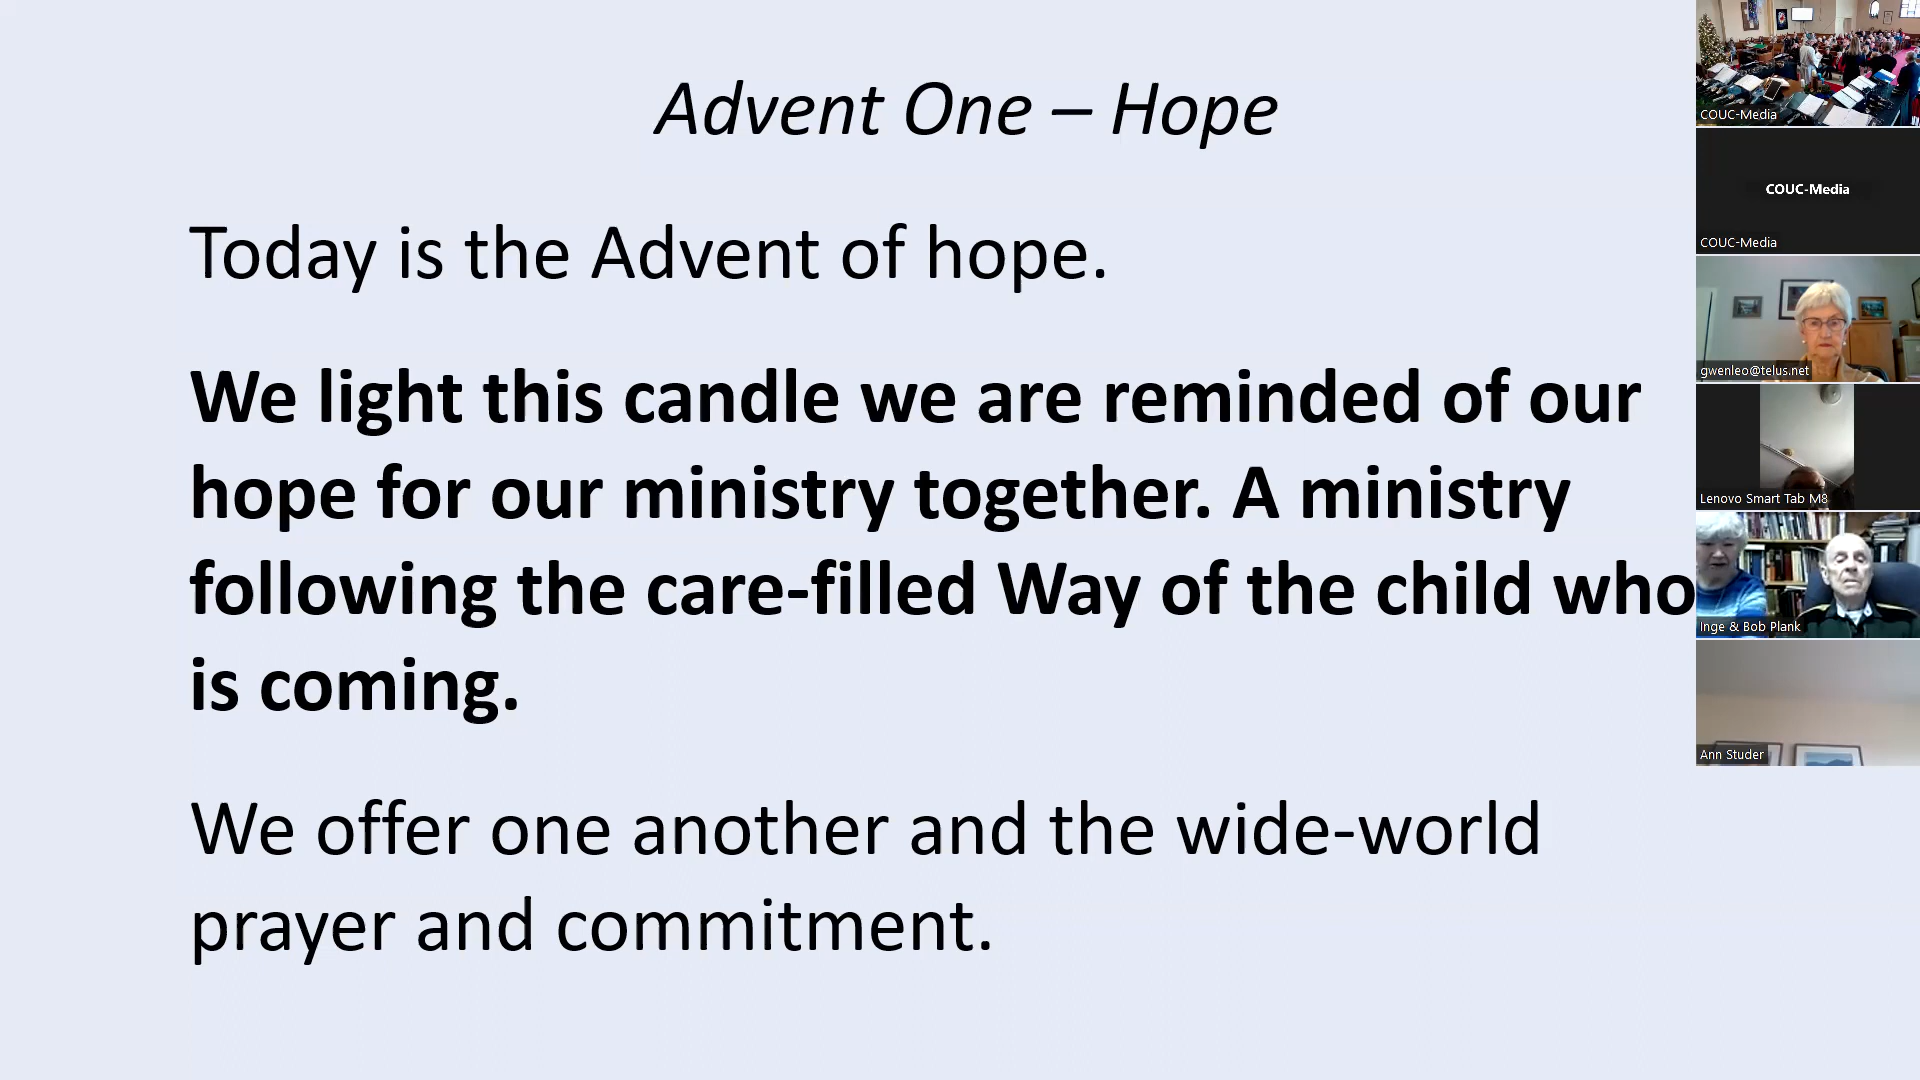 Advent One – Hope
Today is the Advent of hope.
We light this candle we are reminded of our
hope for our ministry together. A ministry
following the care-filled Way of the child who
is coming.
We offer one another and the wide-world
prayer and commitment.
COUC-Media
COUC-Media
COUC-Media
gwenleo@telus.net
Lenovo Smart Tab M8
Inge & Bob Plank
Ann Studer